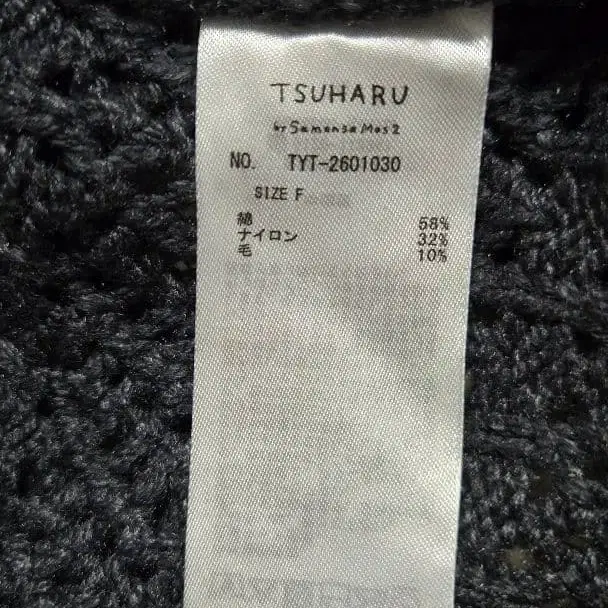 TSUHARU
by Samansa Mos2
NO. TYT-2601030
SIZE F
綿 58%
ナイロン 32%
毛 10%